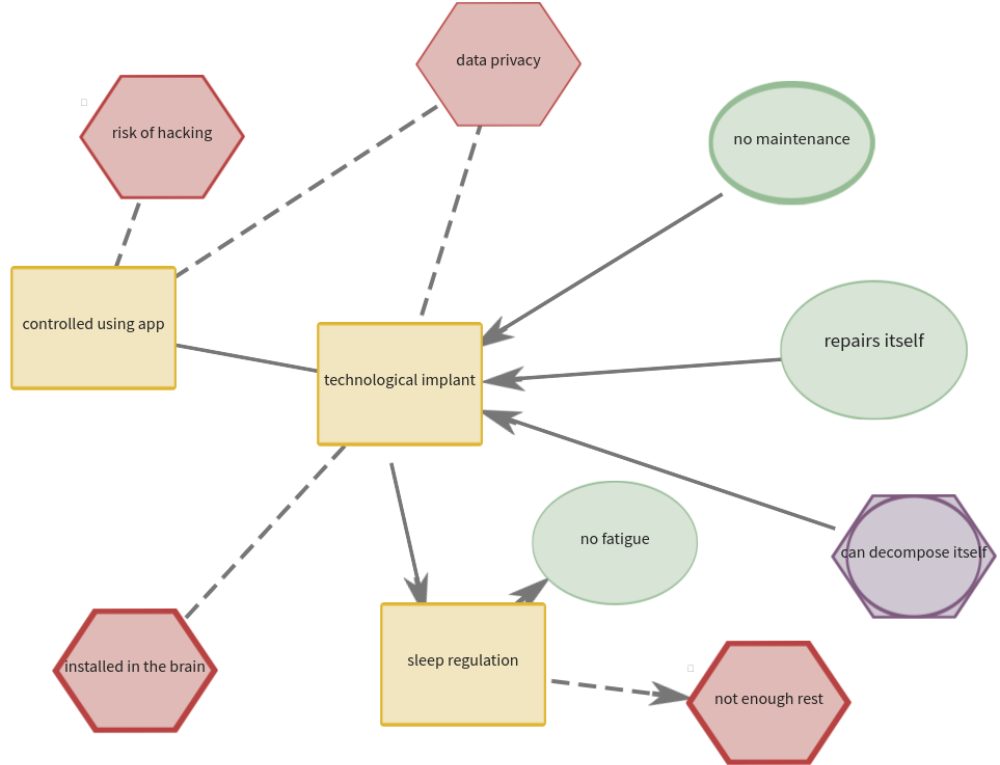 data privacy
risk of hacking
no maintenance
controlled using app
repairs itself
technological implant
no fatigue
can decompose itself
installed in the brain
sleep regulation
not enough rest